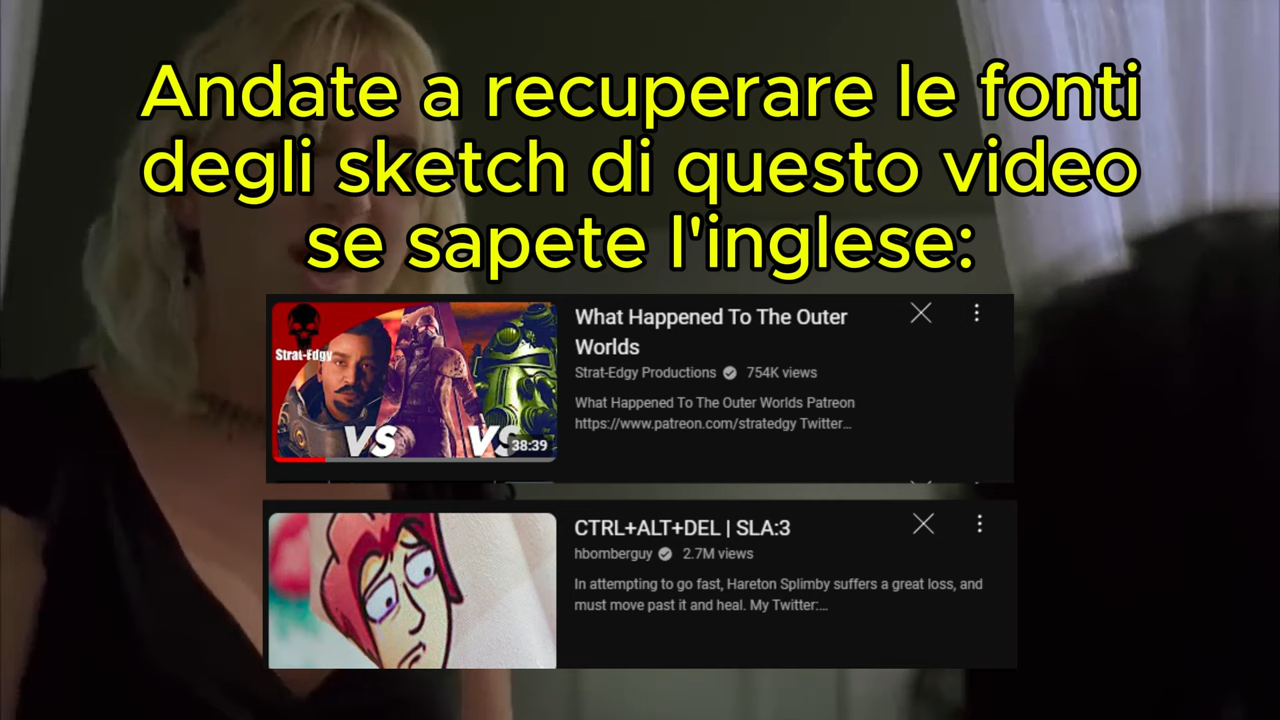 Andate a recuperare le fonti
degli sketch di questo video
se sapete l'inglese:
Strat-Edgy
VS
VS
38:39
What Happened To The Outer
Worlds
Strat-Edgy Productions 754K views
What Happened To The Outer Worlds Patreon
https://www.patreon.com/stratedgy Twitter...
CTRL+ALT+DEL | SLA:3
hbomberguy 2.7M views
In attempting to go fast, Hareton Splimby suffers a great loss, and
must move past it and heal. My Twitter:...